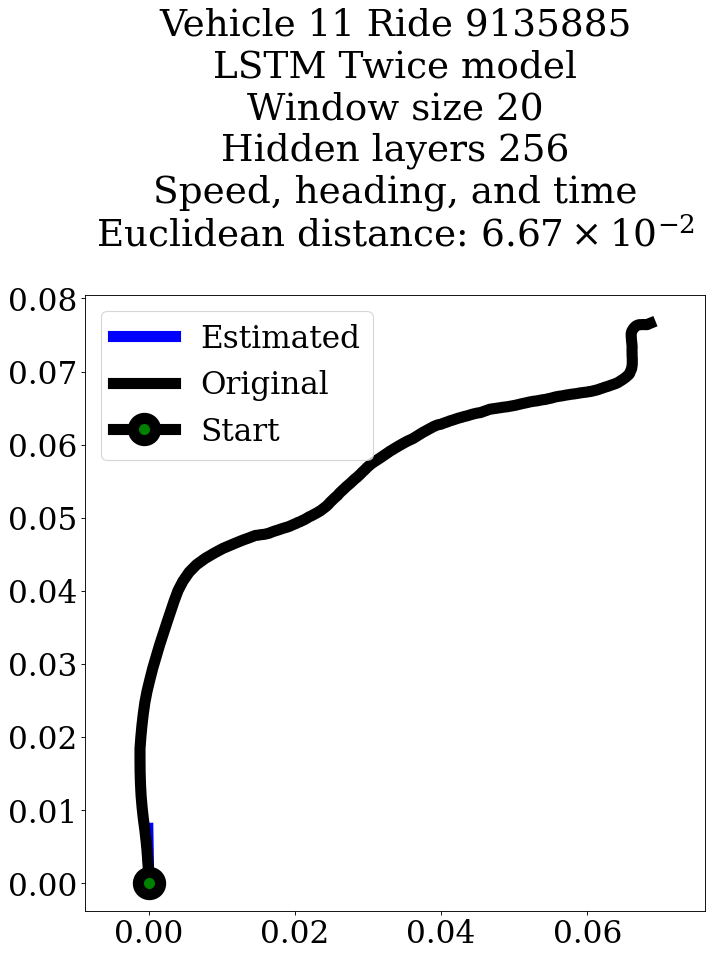 Vehicle 11 Ride 9135885
LSTM Twice model
Window size 20
Hidden layers 256
Speed, heading, and time
Euclidean distance: 6.67 × 10⁻²
0.08
0.07
0.06
0.05
0.04
0.03
0.02
0.01
0.00
Estimated
Original
Start
0.00 0.02 0.04 0.06